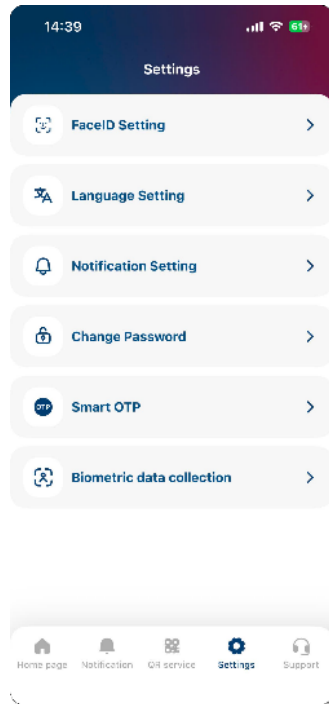 14:39
61
Settings
FaceID Setting
Language Setting
Notification Setting
Change Password
OTP
Smart OTP
Biometric data collection
Home page
Notification
QR service
Settings
Support